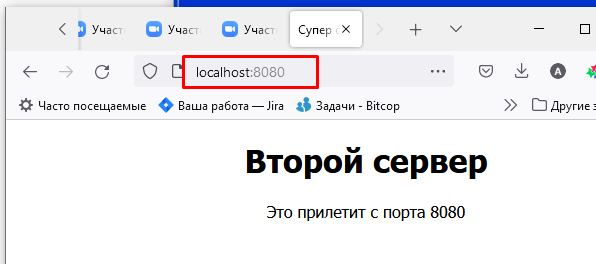 Участ Участ Участ Супер с
localhost:8080
A
Часто посещаемые Ваша работа — Jira Задачи - Bitcop Другие з
Второй сервер
Это прилетит с порта 8080